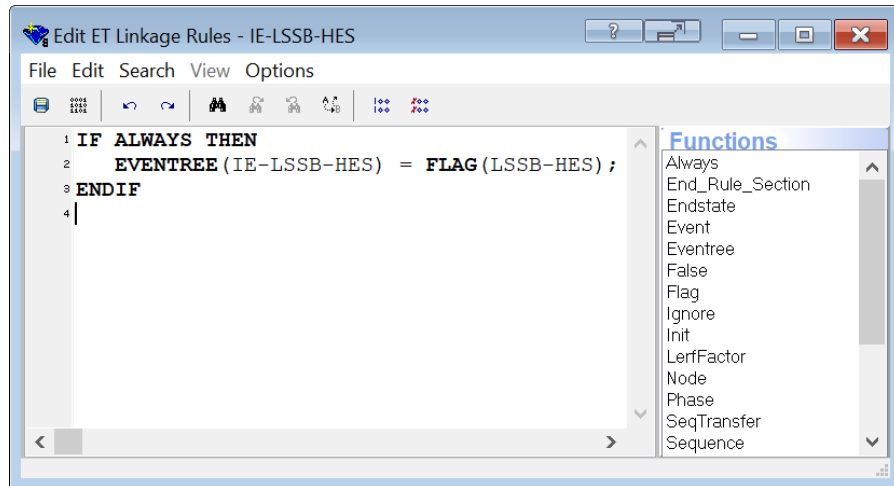 Edit ET Linkage Rules - IE-LSSB-HES
File Edit Search View Options
1 IF ALWAYS THEN
2 EVENTREE(IE-LSSB-HES) = FLAG(LSSB-HES);
3 ENDIF
4
Functions
Always
End_Rule_Section
Endstate
Event
Eventree
False
Flag
Ignore
Init
LerfFactor
Node
Phase
SeqTransfer
Sequence